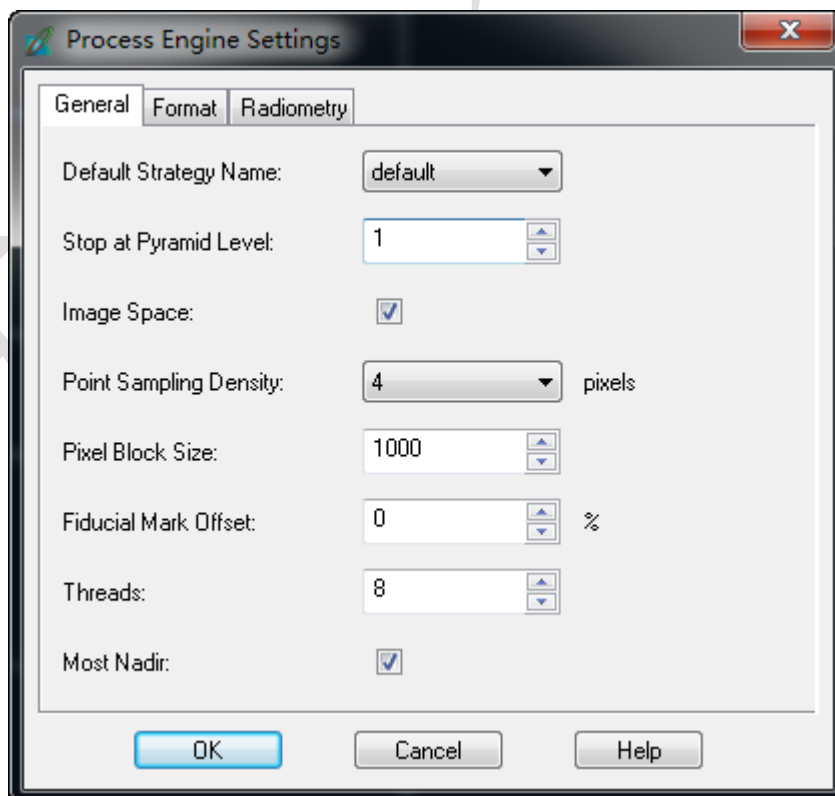 Process Engine Settings
General Format Radiometry
Default Strategy Name: default
Stop at Pyramid Level: 1
Image Space:
Point Sampling Density: 4 pixels
Pixel Block Size: 1000
Fiducial Mark Offset: 0 %
Threads: 8
Most Nadir:
OK Cancel Help